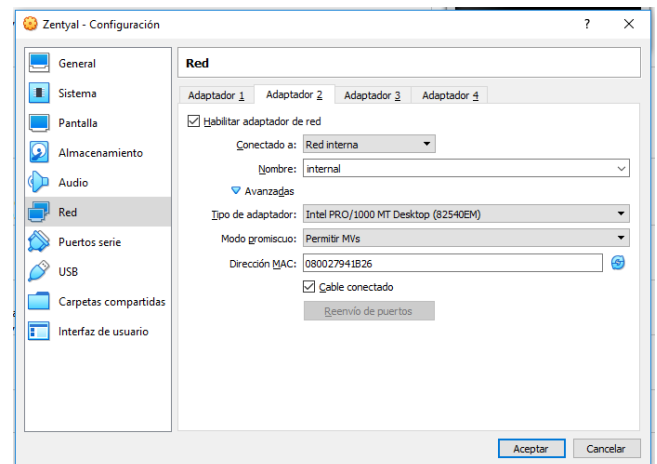 Zentyal - Configuración
?
General
Sistema
Pantalla
Almacenamiento
Audio
Red
Puertos serie
USB
Carpetas compartidas
Interfaz de usuario
Red
Adaptador 1 Adaptador 2 Adaptador 3 Adaptador 4
Habilitar adaptador de red
Conectado a: Red interna
Nombre: internal
Avanzadas
Tipo de adaptador: Intel PRO/1000 MT Desktop (82540EM)
Modo promiscuo: Permitir MVs
Dirección MAC: 080027941B26
Cable conectado
Reenvío de puertos
Aceptar Cancelar